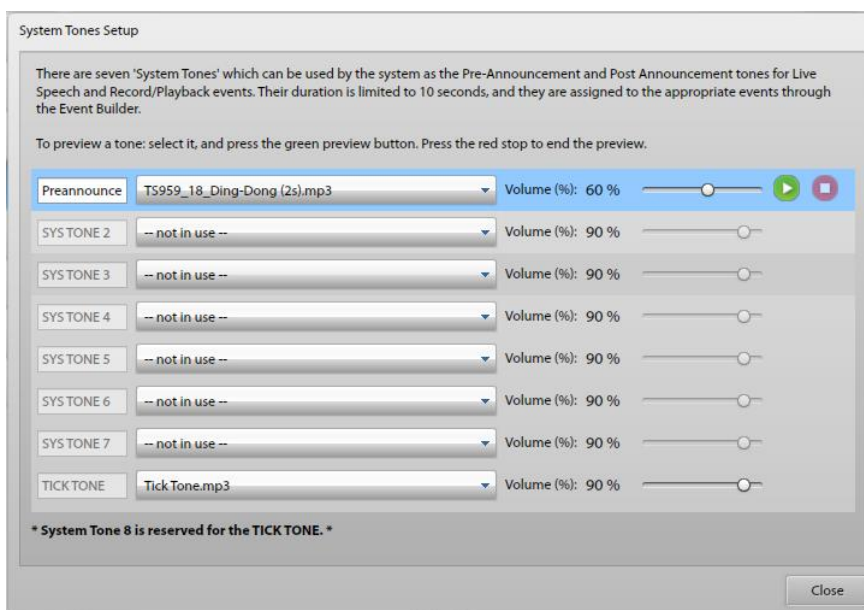 System Tones Setup
There are seven 'System Tones' which can be used by the system as the Pre-Announcement and Post Announcement tones for Live
Speech and Record/Playback events. Their duration is limited to 10 seconds, and they are assigned to the appropriate events through
the Event Builder.
To preview a tone: select it, and press the green preview button. Press the red stop to end the preview.
Preannounce TS959_18_Ding-Dong (2s).mp3 Volume (%): 60 %
SYS TONE 2 -- not in use -- Volume (%): 90 %
SYS TONE 3 -- not in use -- Volume (%): 90 %
SYS TONE 4 -- not in use -- Volume (%): 90 %
SYS TONE 5 -- not in use -- Volume (%): 90 %
SYS TONE 6 -- not in use -- Volume (%): 90 %
SYS TONE 7 -- not in use -- Volume (%): 90 %
TICK TONE Tick Tone.mp3 Volume (%): 90 %
* System Tone 8 is reserved for the TICK TONE. *
Close